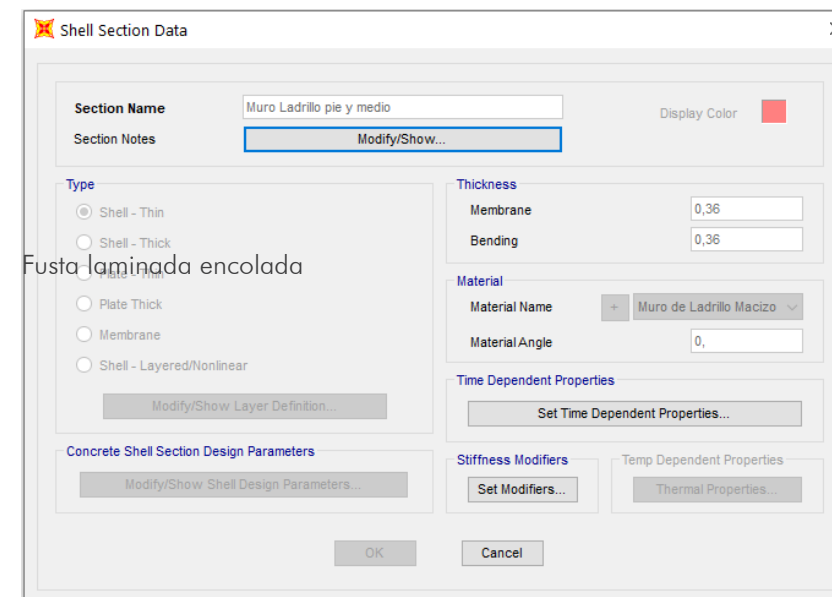 Shell Section Data
Section Name
Muro Ladrillo pie y medio
Display Color
Section Notes
Modify/Show...
Type
Shell - Thin
Shell - Thick
Fusta laminada encolada
Plate - Thin
Plate Thick
Membrane
Shell - Layered/Nonlinear
Modify/Show Layer Definition...
Concrete Shell Section Design Parameters
Modify/Show Shell Design Parameters...
Thickness
Membrane
0,36
Bending
0,36
Material
Material Name
+
Muro de Ladrillo Macizo
Material Angle
0,
Time Dependent Properties
Set Time Dependent Properties...
Stiffness Modifiers
Set Modifiers...
Temp Dependent Properties
Thermal Properties...
OK
Cancel